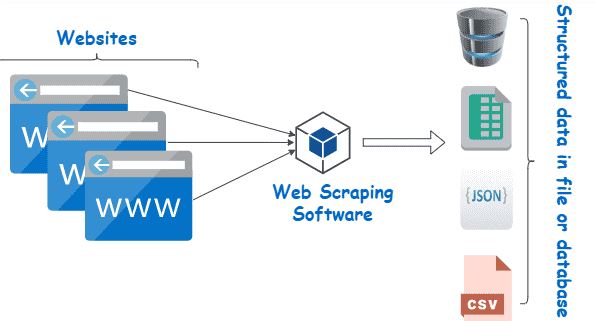 Websites
W
W
WWW
Web Scraping
Software
{JSON}
CSV
Structured data in file or database